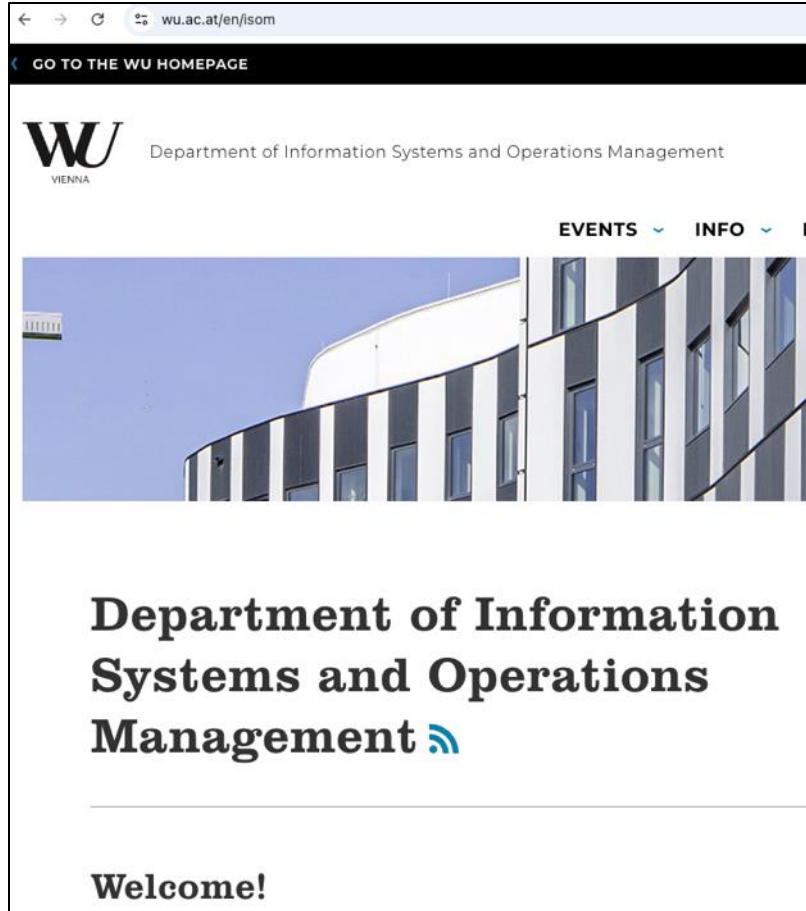 wu.ac.at/en/isom
GO TO THE WU HOMEPAGE
WU
VIENNA
Department of Information Systems and Operations Management
EVENTS INFO
Department of Information
Systems and Operations
Management
Welcome!